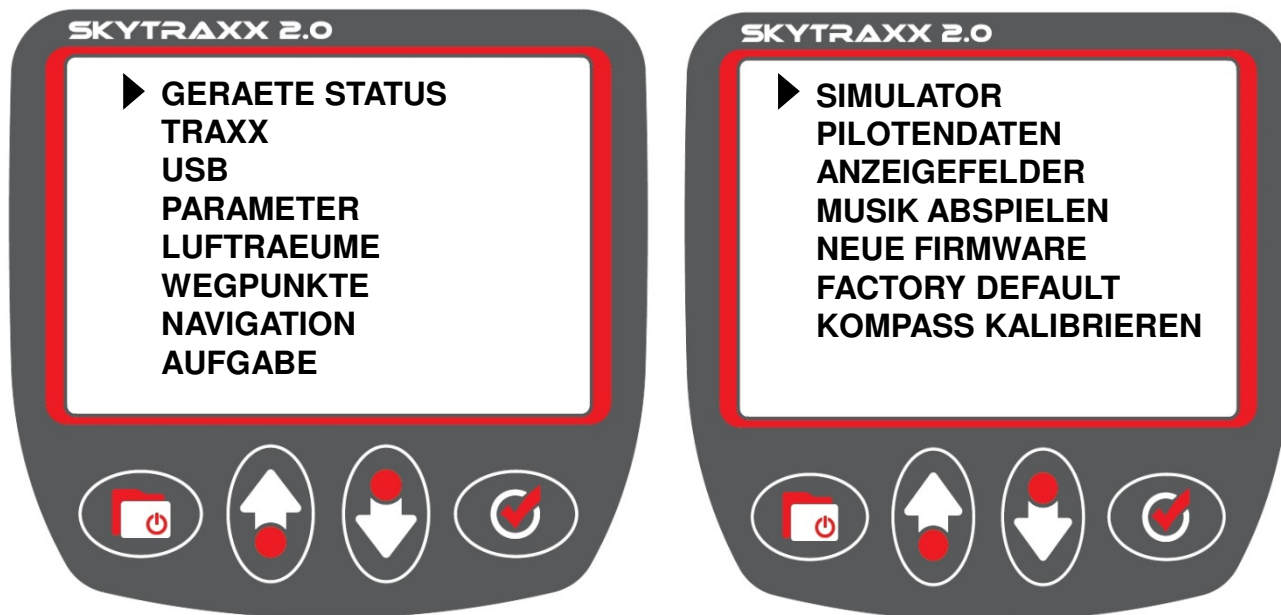 SKYTRAXX 2.0
GERAETE STATUS
TRAXX
USB
PARAMETER
LUFTRAEUME
WEGPUNKTE
NAVIGATION
AUFGABE
SKYTRAXX 2.0
SIMULATOR
PILOTENDATEN
ANZEIGEFELDER
MUSIK ABSPIELEN
NEUE FIRMWARE
FACTORY DEFAULT
KOMPASS KALIBRIEREN